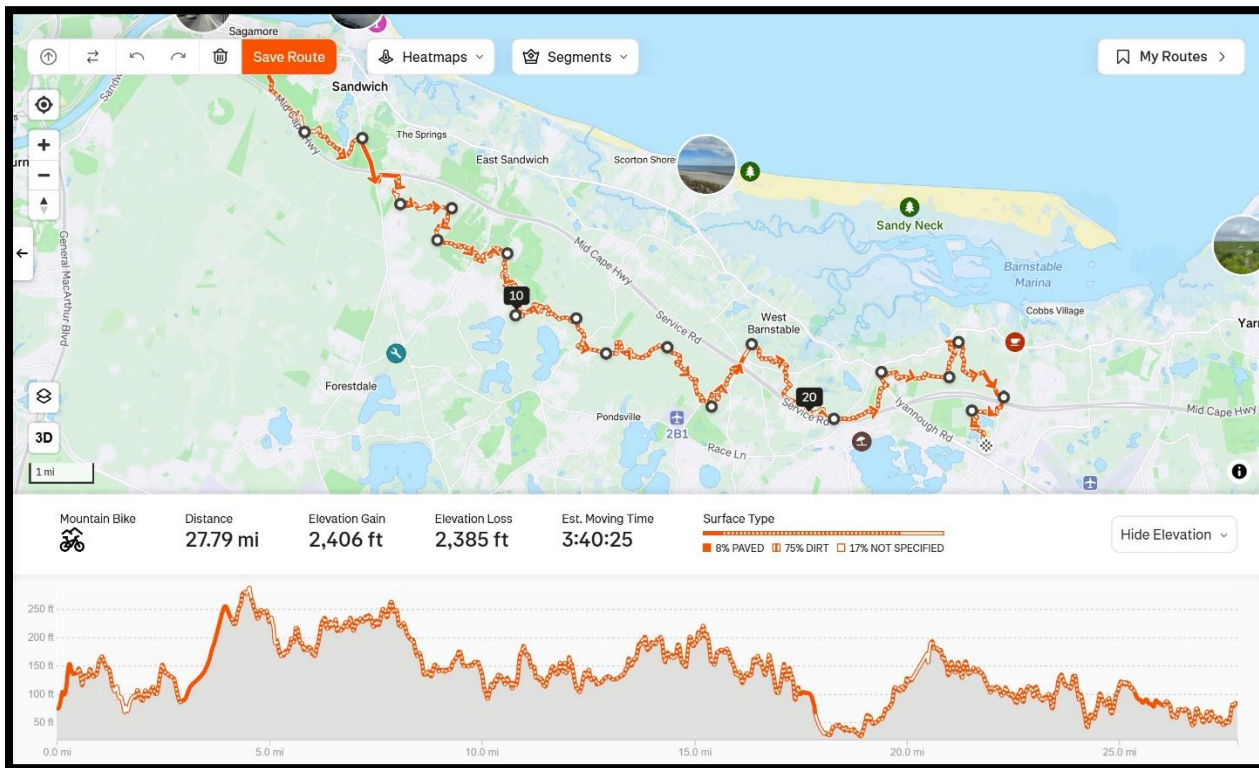 Sagamore
Save Route
Heatmaps
Segments
My Routes
Sandwich
Mid Cape Hwy
The Springs
East Sandwich
Scorton Shores
Sandy Neck
General MacArthur Blvd
Mid Cape Hwy
Barnstable
Marina
10
West
Barnstable
Cobbs Village
Service Rd
Forestdale
20
Service Rd
Iyannough Rd
Mid Cape Hwy
Pondsville
2B1
Race Ln
3D
1 mi
Mountain Bike
Distance
Elevation Gain
Elevation Loss
Est. Moving Time
Surface Type
27.79 mi
2,406 ft
2,385 ft
3:40:25
8% PAVED 75% DIRT 17% NOT SPECIFIED
Hide Elevation
250 ft
200 ft
150 ft
100 ft
50 ft
0.0 mi 5.0 mi 10.0 mi 15.0 mi 20.0 mi 25.0 mi